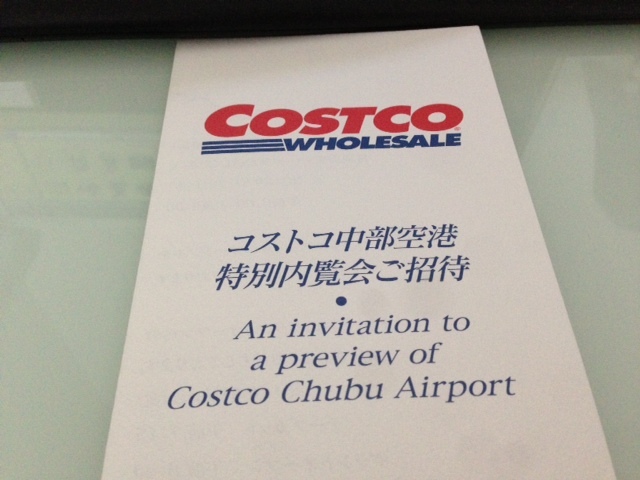 COSTCO
WHOLESALE
コストコ中部空港
特別内覧会ご招待
•
An invitation to
a preview of
Costco Chubu Airport